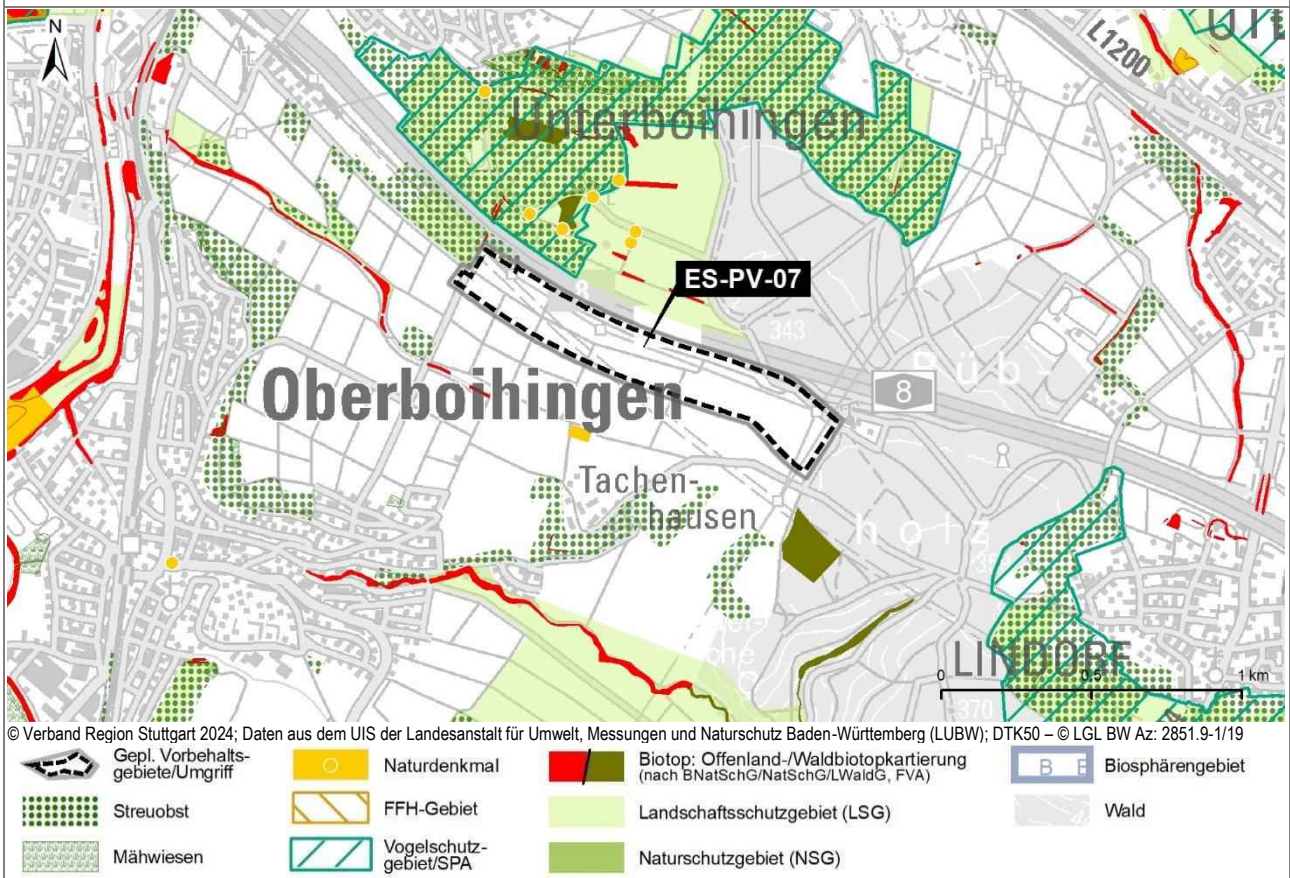 N
L1200
Unterboihingen
ES-PV-07
8
343
Oberboihingen
8
Tachen-
hausen
holz
LINDORF
0
0,5
1 km
370
© Verband Region Stuttgart 2024; Daten aus dem UIS der Landesanstalt für Umwelt, Messungen und Naturschutz Baden-Württemberg (LUBW); DTK50 – © LGL BW Az: 2851.9-1/19
Gepl. Vorbehalts-
gebiete/Umgriff
Naturdenkmal
Biotop: Offenland-/Waldbiotopkartierung
(nach BNatSchG/NatSchG/LWaldG, FVA)
B B
Biosphärengebiet
Streuobst
FFH-Gebiet
Landschaftsschutzgebiet (LSG)
Wald
Mähwiesen
Vogelschutz-
gebiet/SPA
Naturschutzgebiet (NSG)